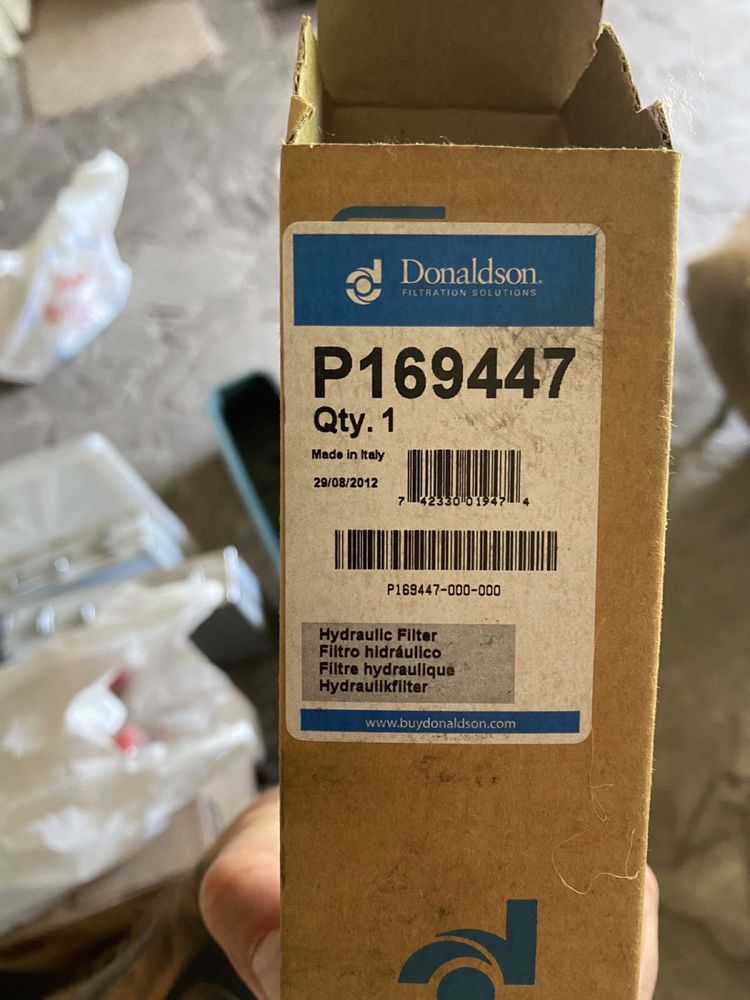 Donaldson.
FILTRATION SOLUTIONS
P169447
Qty. 1
Made in Italy
29/08/2012
7 42330 01947 4
P169447-000-000
Hydraulic Filter
Filtro hidráulico
Filtre hydraulique
Hydraulikfilter
www.buydonaldson.com